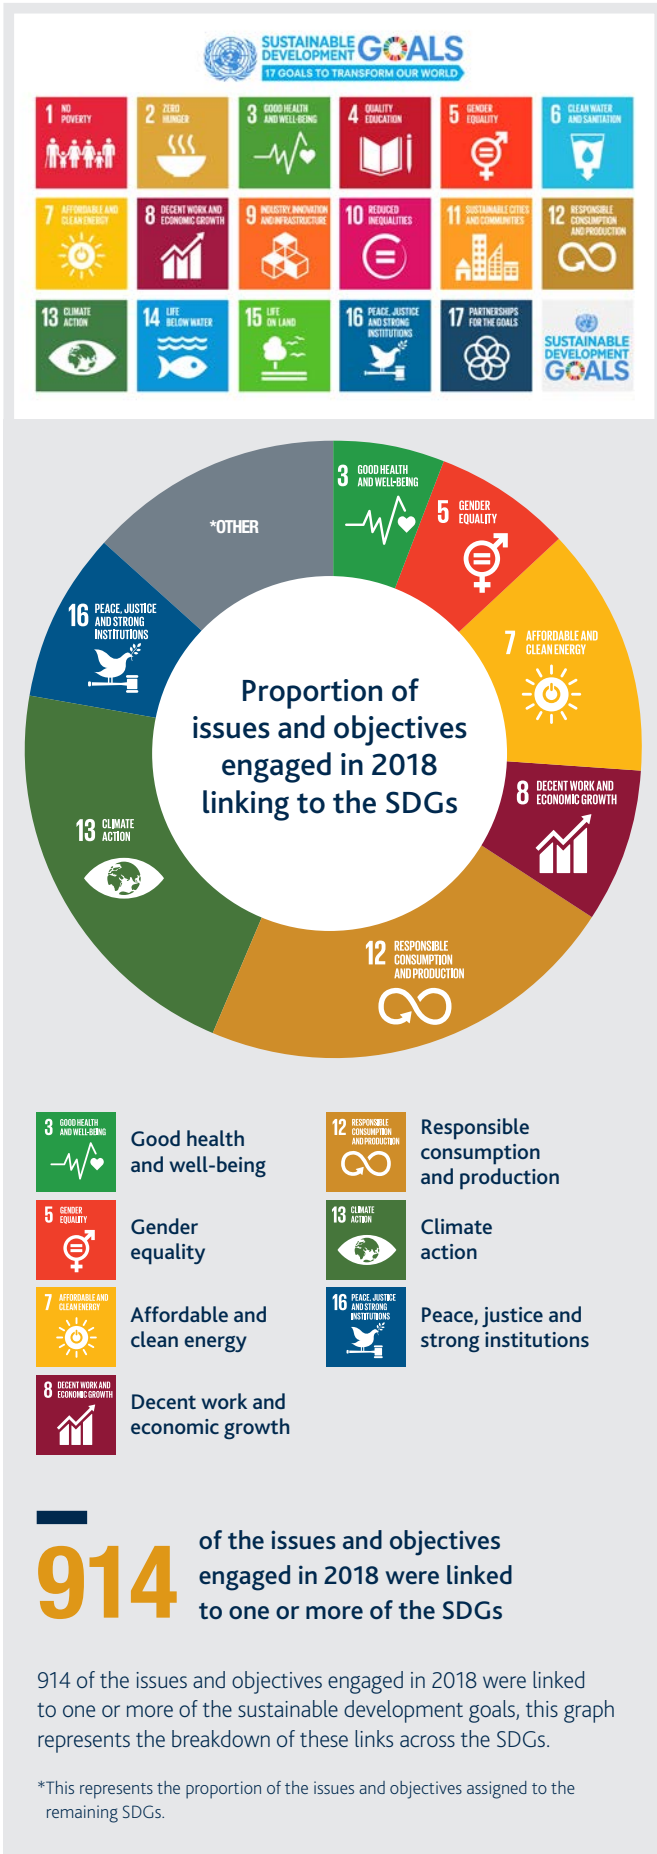 SUSTAINABLE
DEVELOPMENT GOALS
17 GOALS TO TRANSFORM OUR WORLD
1 NO
POVERTY
2 ZERO
HUNGER
3 GOOD HEALTH
AND WELL-BEING
4 QUALITY
EDUCATION
5 GENDER
EQUALITY
6 CLEAN WATER
AND SANITATION
7 AFFORDABLE AND
CLEAN ENERGY
8 DECENT WORK AND
ECONOMIC GROWTH
9 INDUSTRY, INNOVATION
AND INFRASTRUCTURE
10 REDUCED
INEQUALITIES
11 SUSTAINABLE CITIES
AND COMMUNITIES
12 RESPONSIBLE
CONSUMPTION
AND PRODUCTION
13 CLIMATE
ACTION
14 LIFE
BELOW WATER
15 LIFE
ON LAND
16 PEACE, JUSTICE
AND STRONG
INSTITUTIONS
17 PARTNERSHIPS
FOR THE GOALS
SUSTAINABLE
DEVELOPMENT
GOALS
3 GOOD HEALTH
AND WELL-BEING
5 GENDER
EQUALITY
7 AFFORDABLE AND
CLEAN ENERGY
8 DECENT WORK AND
ECONOMIC GROWTH
12 RESPONSIBLE
CONSUMPTION
AND PRODUCTION
13 CLIMATE
ACTION
16 PEACE, JUSTICE
AND STRONG
INSTITUTIONS
*OTHER
Proportion of
issues and objectives
engaged in 2018
linking to the SDGs
3 GOOD HEALTH
AND WELL-BEING
Good health
and well-being
5 GENDER
EQUALITY
Gender
equality
7 AFFORDABLE AND
CLEAN ENERGY
Affordable and
clean energy
8 DECENT WORK AND
ECONOMIC GROWTH
Decent work and
economic growth
12 RESPONSIBLE
CONSUMPTION
AND PRODUCTION
Responsible
consumption
and production
13 CLIMATE
ACTION
Climate
action
16 PEACE, JUSTICE
AND STRONG
INSTITUTIONS
Peace, justice and
strong institutions
914
of the issues and objectives
engaged in 2018 were linked
to one or more of the SDGs
914 of the issues and objectives engaged in 2018 were linked
to one or more of the sustainable development goals, this graph
represents the breakdown of these links across the SDGs.
*This represents the proportion of the issues and objectives assigned to the
remaining SDGs.